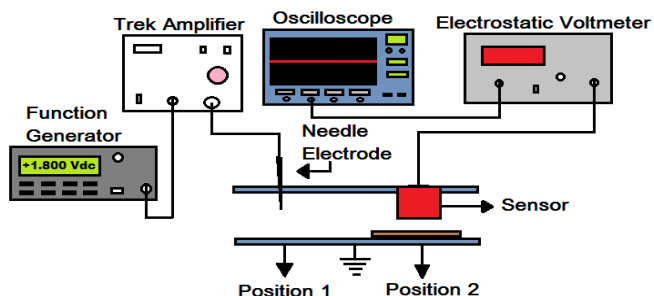 Trek Amplifier
Oscilloscope
Electrostatic Voltmeter
Function
Generator
+1.800 Vdc
Needle
Electrode
Sensor
Position 1
Position 2